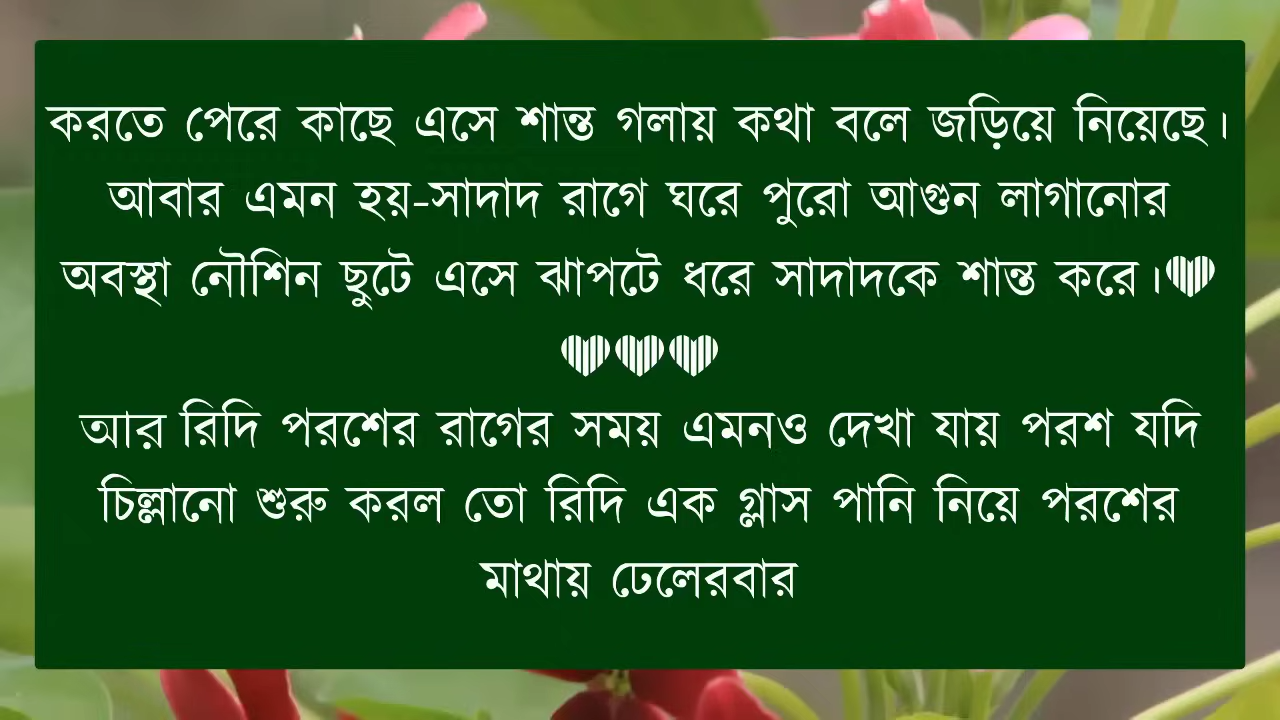 করতে পেরে কাছে এসে শান্ত গলায় কথা বলে জড়িয়ে নিয়েছে।
আবার এমন হয়-সাদাদ রাগে ঘরে পুরো আগুন লাগানোর
অবস্থা নৌশিন ছুটে এসে ঝাপটে ধরে সাদাদকে শান্ত করে।💗
💗💗💗
আর রিদি পরশের রাগের সময় এমনও দেখা যায় পরশ যদি
চিল্লানো শুরু করল তো রিদি এক গ্লাস পানি নিয়ে পরশের
মাথায় ঢেলেরবার